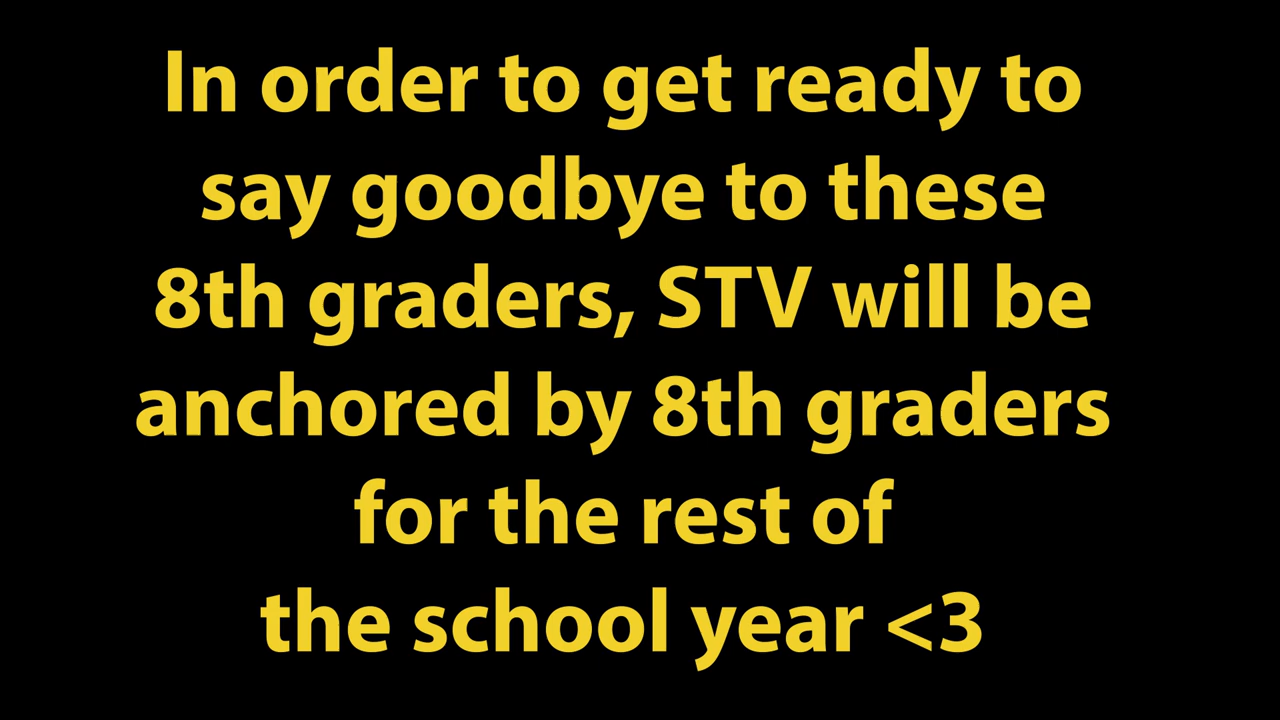 In order to get ready to
say goodbye to these
8th graders, STV will be
anchored by 8th graders
for the rest of
the school year <3